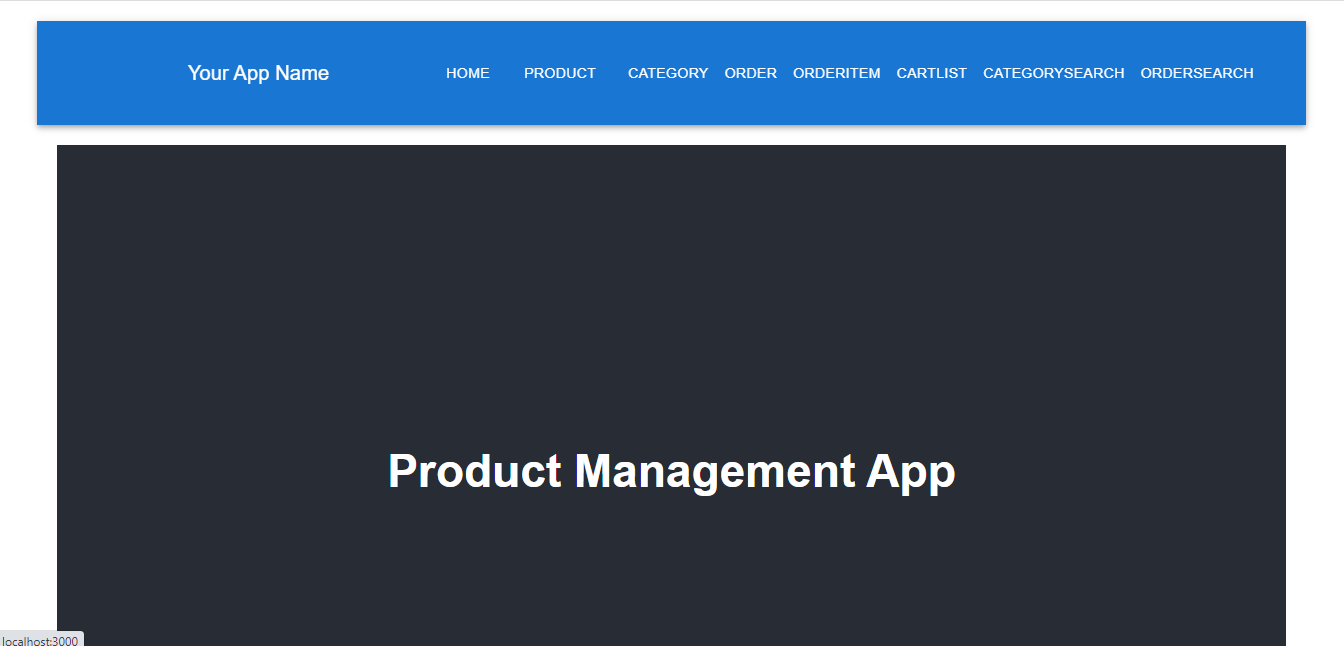 Your App Name HOME PRODUCT CATEGORY ORDER ORDERITEM CARTLIST CATEGORYSEARCH ORDERSEARCH
Product Management App
localhost:3000